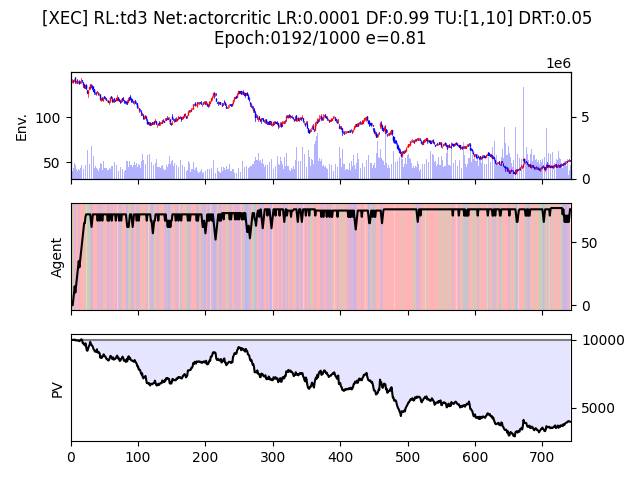 [XEC] RL:td3 Net:actorcritic LR:0.0001 DF:0.99 TU:[1,10] DRT:0.05
Epoch:0192/1000 e=0.81
1e6
Env.
100
50
5
0
Agent
50
0
PV
10000
5000
0 100 200 300 400 500 600 700